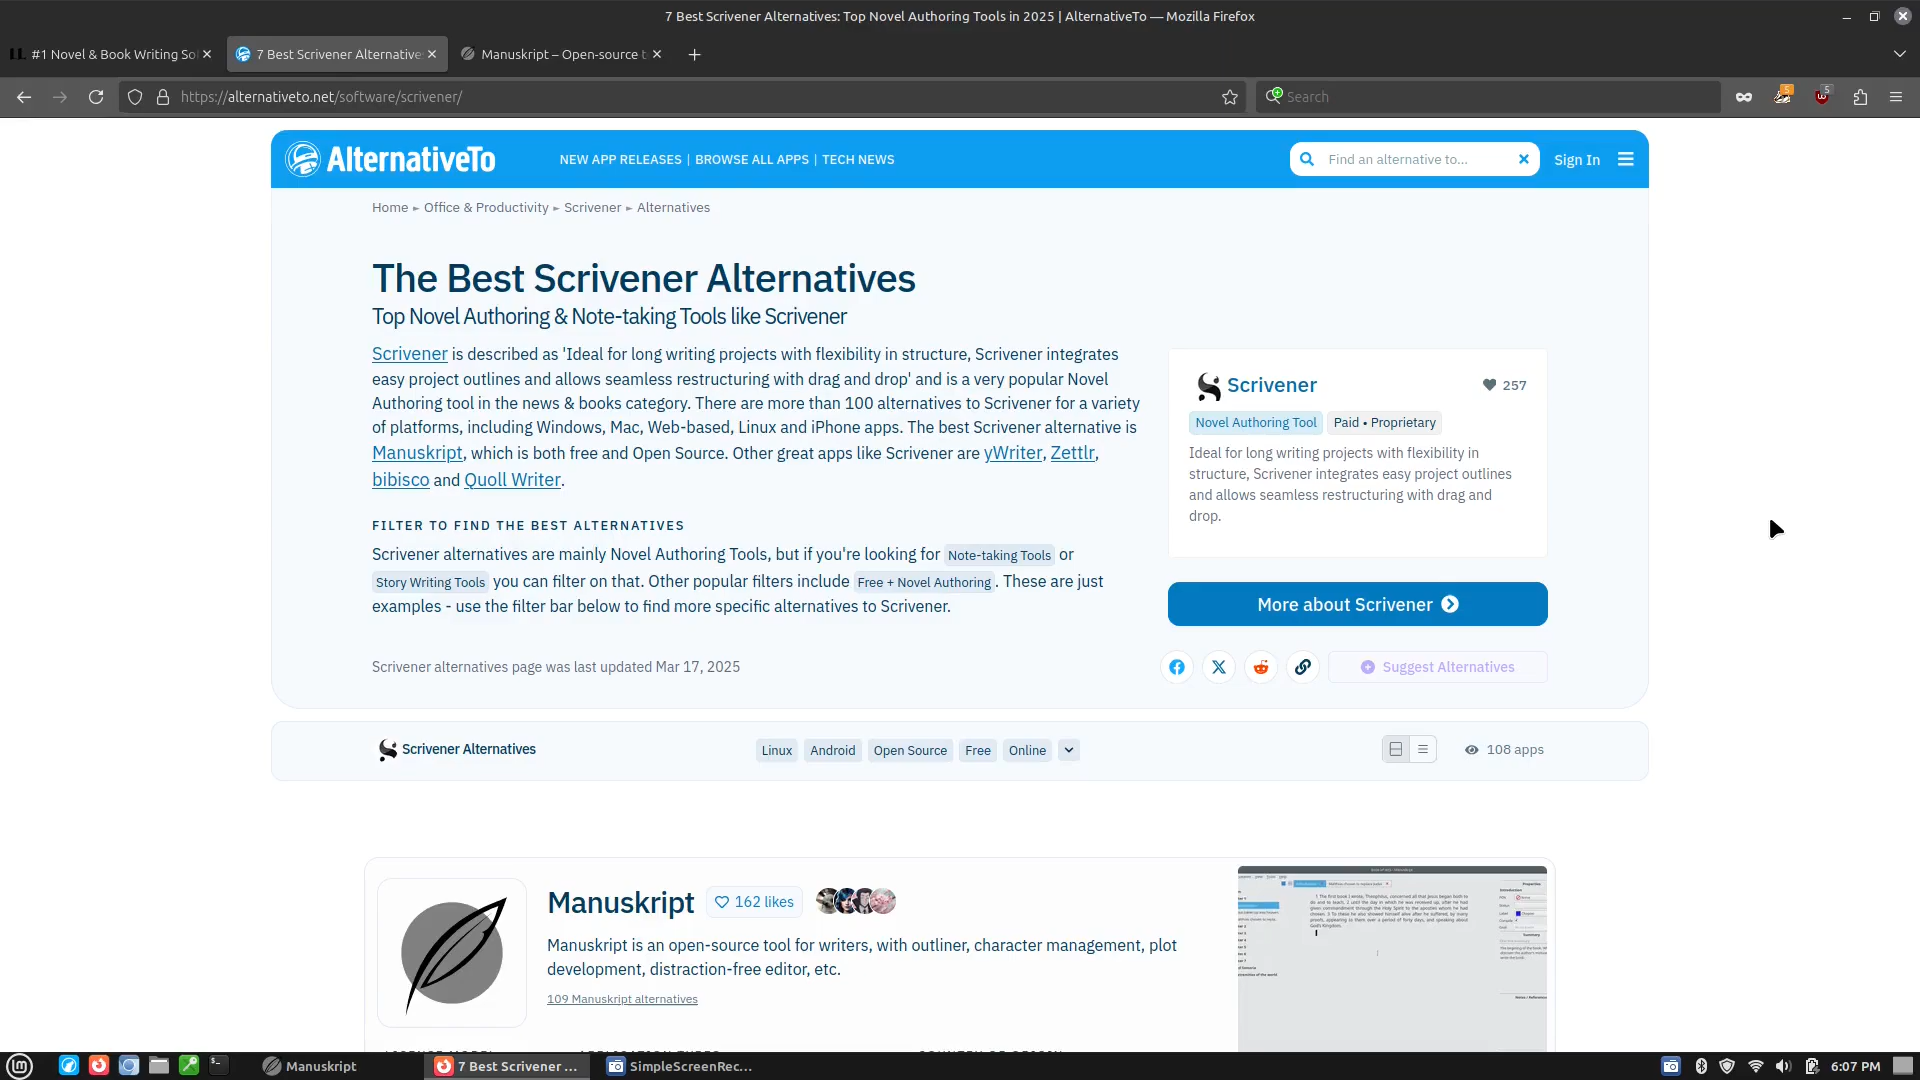 7 Best Scrivener Alternatives: Top Novel Authoring Tools in 2025 | AlternativeTo — Mozilla Firefox
#1 Novel & Book Writing So
7 Best Scrivener Alternative
Manuskript – Open-source t
https://alternativeto.net/software/scrivener/
Search
5
5
AlternativeTo
NEW APP RELEASES | BROWSE ALL APPS | TECH NEWS
Find an alternative to...
Sign In
Home ► Office & Productivity ► Scrivener ► Alternatives
The Best Scrivener Alternatives
Top Novel Authoring & Note-taking Tools like Scrivener
Scrivener is described as 'Ideal for long writing projects with flexibility in structure, Scrivener integrates
easy project outlines and allows seamless restructuring with drag and drop' and is a very popular Novel
Authoring tool in the news & books category. There are more than 100 alternatives to Scrivener for a variety
of platforms, including Windows, Mac, Web-based, Linux and iPhone apps. The best Scrivener alternative is
Manuskript, which is both free and Open Source. Other great apps like Scrivener are yWriter, Zettlr,
bibisco and Quoll Writer.
FILTER TO FIND THE BEST ALTERNATIVES
Scrivener alternatives are mainly Novel Authoring Tools, but if you're looking for Note-taking Tools or
Story Writing Tools you can filter on that. Other popular filters include Free + Novel Authoring. These are just
examples - use the filter bar below to find more specific alternatives to Scrivener.
Scrivener alternatives page was last updated Mar 17, 2025
Scrivener
257
Novel Authoring Tool
Paid • Proprietary
Ideal for long writing projects with flexibility in
structure, Scrivener integrates easy project outlines
and allows seamless restructuring with drag and
drop.
More about Scrivener
Suggest Alternatives
Scrivener Alternatives
Linux
Android
Open Source
Free
Online
108 apps
Manuskript
162 likes
Manuskript is an open-source tool for writers, with outliner, character management, plot
development, distraction-free editor, etc.
109 Manuskript alternatives
Manuskript
7 Best Scrivener ...
SimpleScreenRec...
6:07 PM